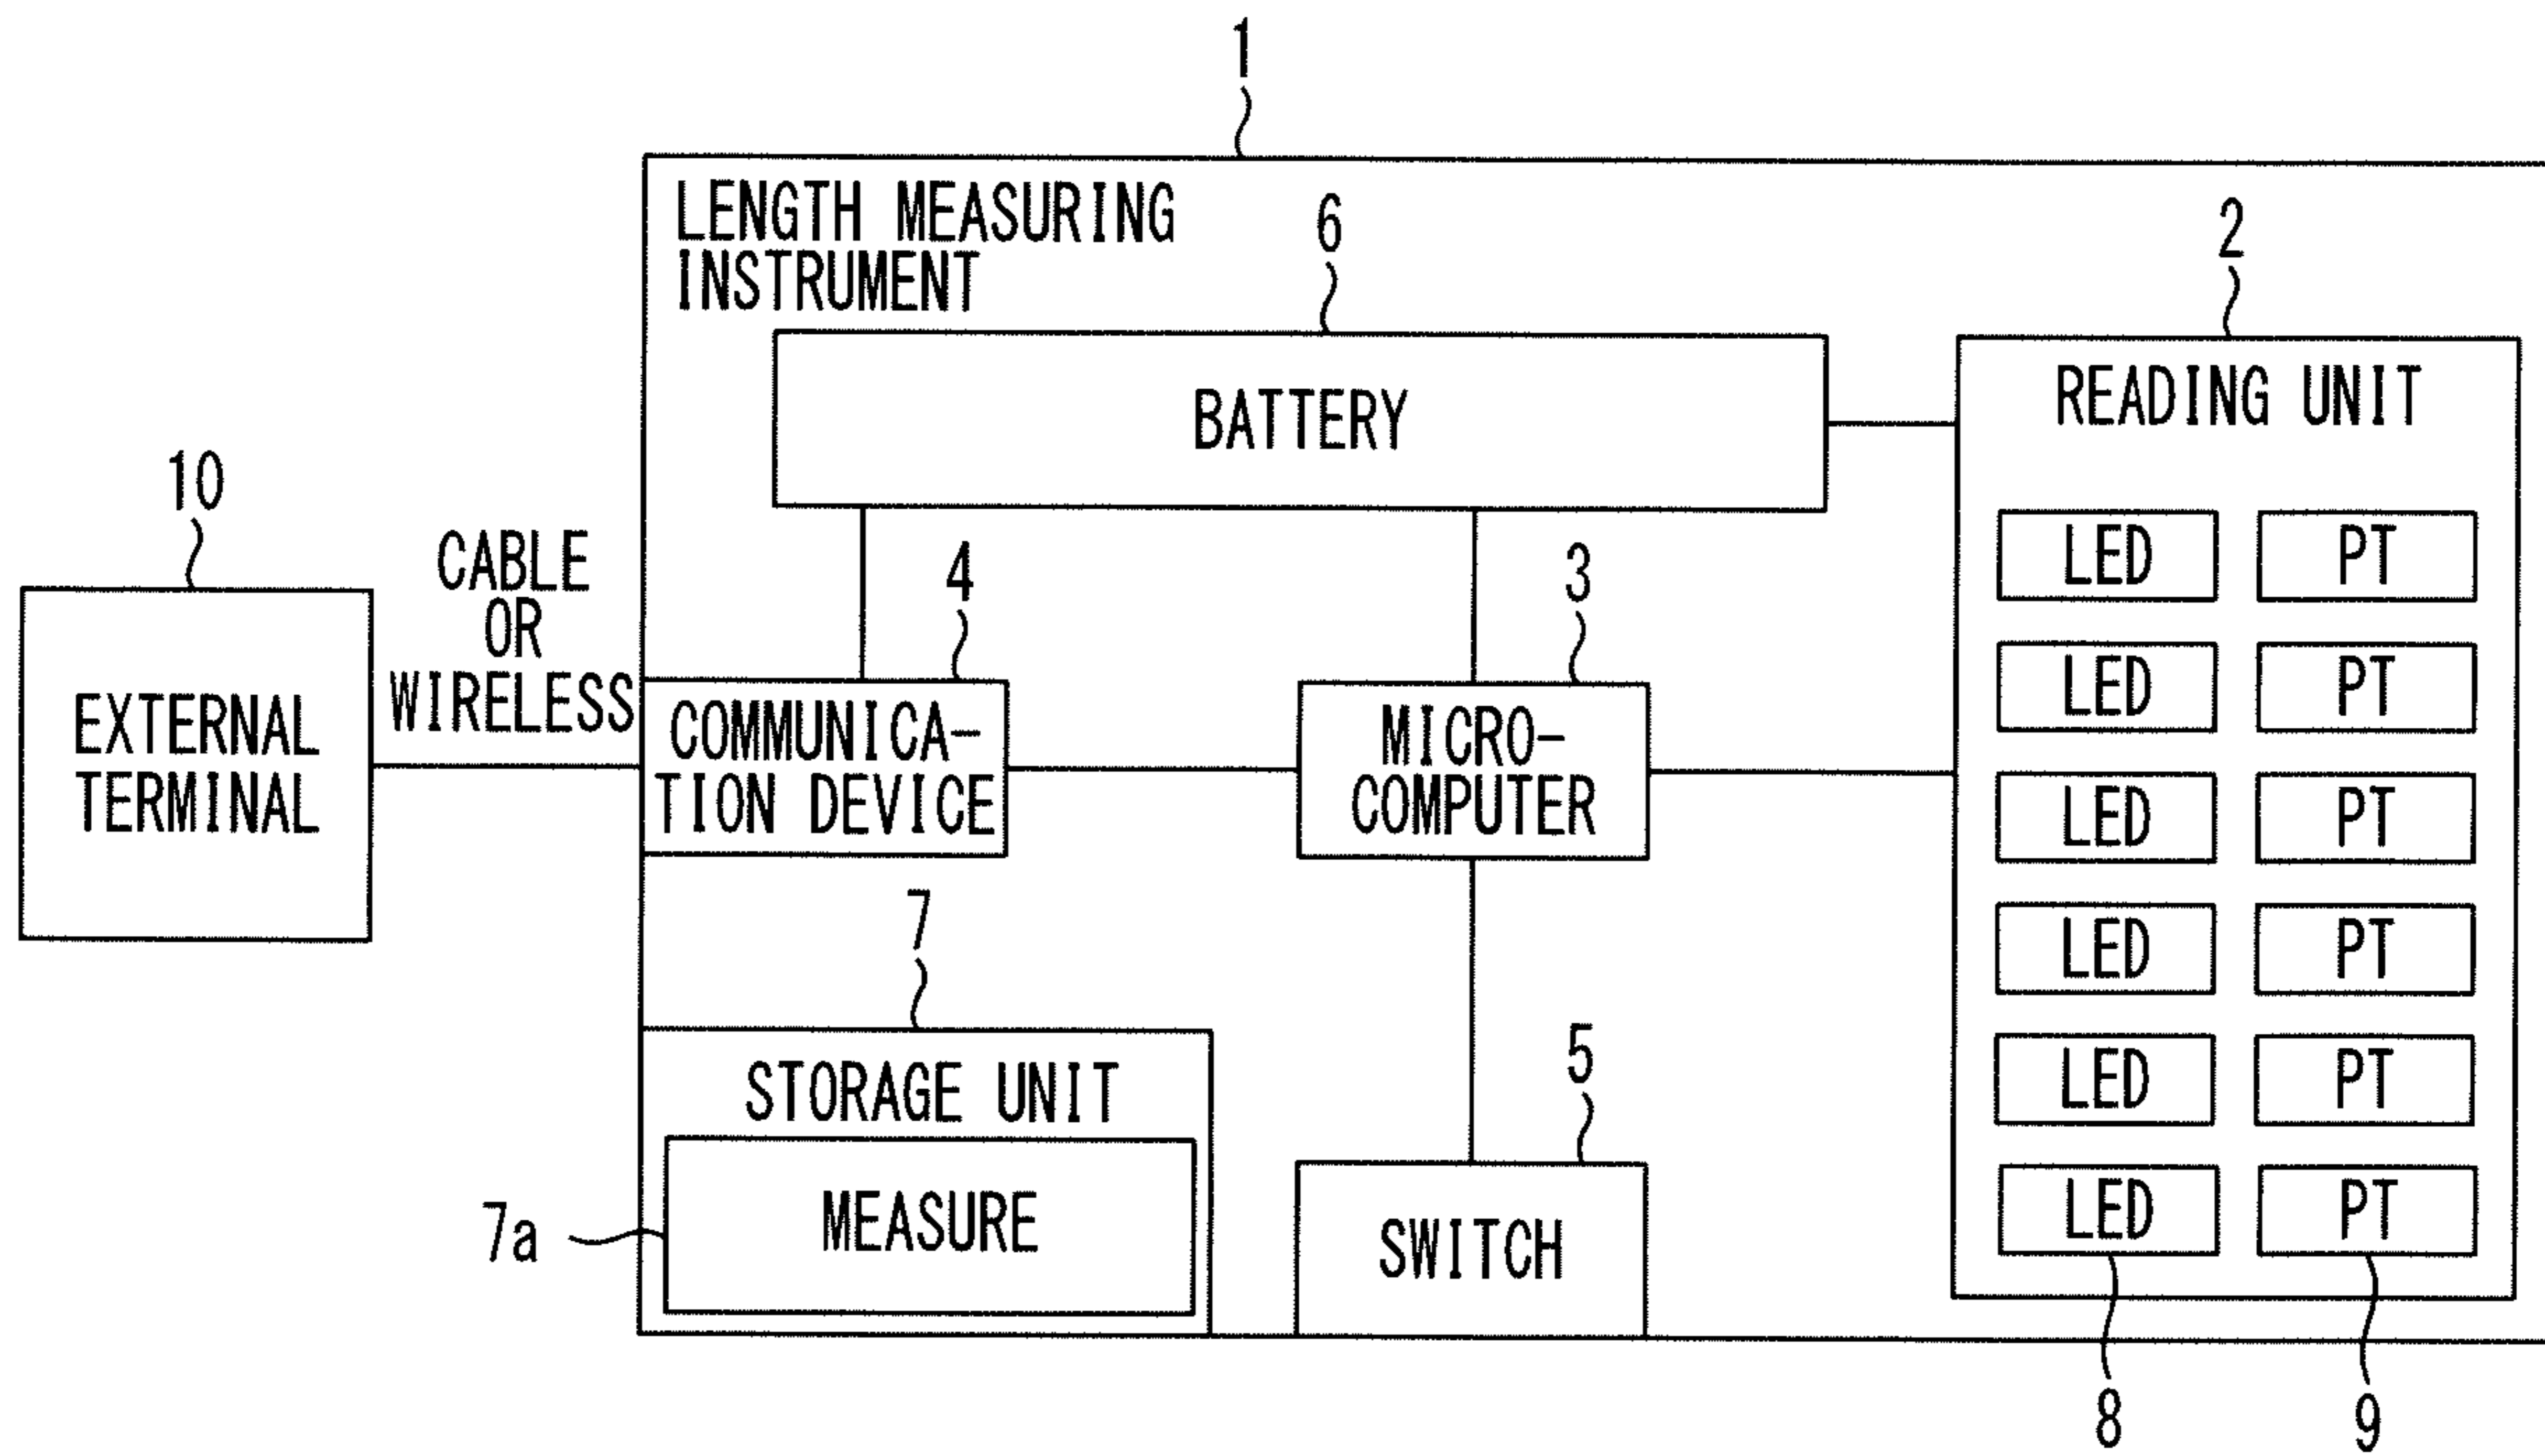 1
LENGTH MEASURING
INSTRUMENT
6
2
BATTERY
READING UNIT
10
CABLE
OR
WIRELESS
4
3
EXTERNAL
TERMINAL
COMMUNICA-
TION DEVICE
MICRO-
COMPUTER
LED PT
LED PT
LED PT
LED PT
LED PT
LED PT
7
STORAGE UNIT
5
7a
MEASURE
SWITCH
8
9